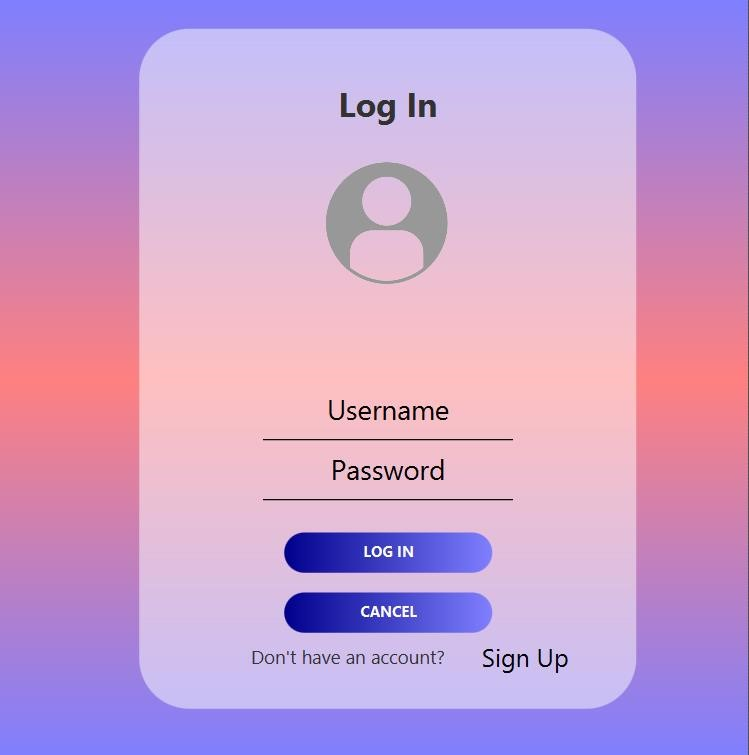 Log In
Username
Password
LOG IN
CANCEL
Don't have an account? Sign Up